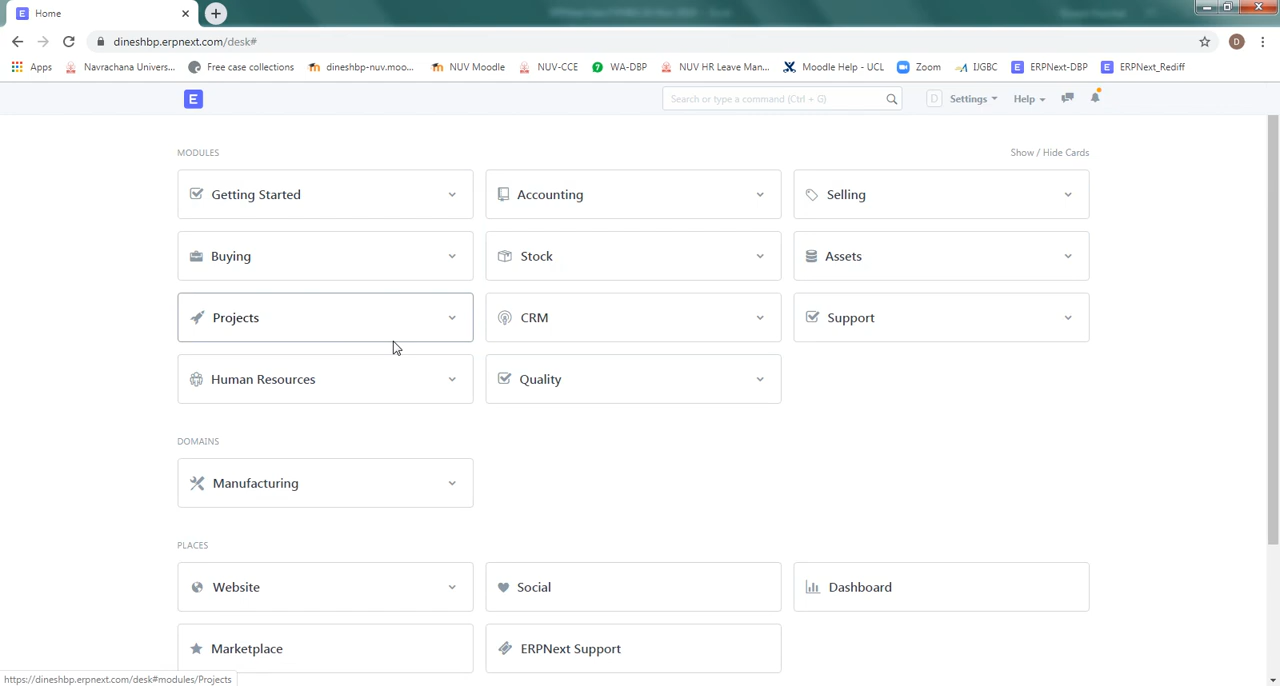 Home
dineshbp.erpnext.com/desk#
Apps Navrachana Univers... Free case collections dineshbp-nuv.moo... NUV Moodle NUV-CCE WA-DBP NUV HR Leave Man... Moodle Help - UCL Zoom IJGBC ERPNext-DBP ERPNext_Rediff
E Search or type a command (Ctrl + G) D Settings Help
MODULES Show / Hide Cards
Getting Started Accounting Selling
Buying Stock Assets
Projects CRM Support
Human Resources Quality
DOMAINS
Manufacturing
PLACES
Website Social Dashboard
Marketplace ERPNext Support
https://dineshbp.erpnext.com/desk#modules/Projects